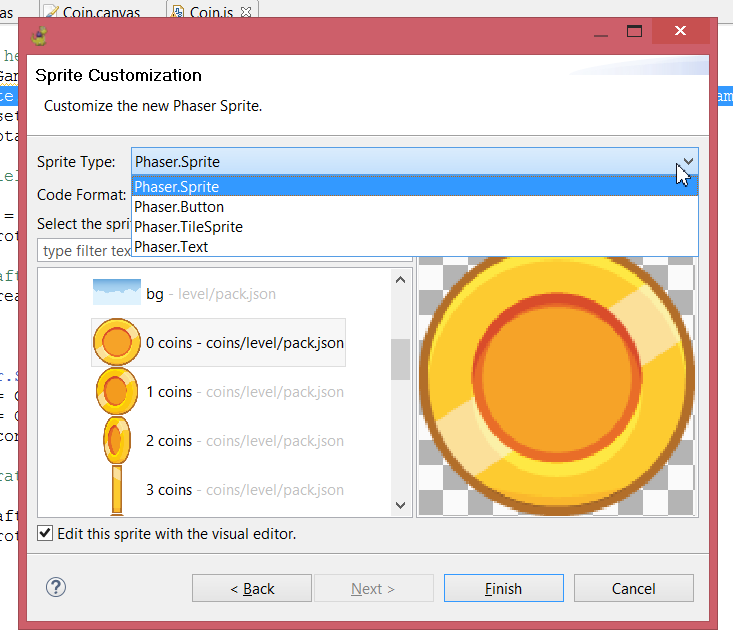 as
Coin.canvas
Coin.js
Sprite Customization
Customize the new Phaser Sprite.
Sprite Type:
Phaser.Sprite
Phaser.Sprite
Code Format:
Phaser.Button
Select the spri
Phaser.TileSprite
type filter tex
Phaser.Text
bg - level/pack.json
0 coins - coins/level/pack.json
1 coins - coins/level/pack.json
2 coins - coins/level/pack.json
3 coins - coins/level/pack.json
Edit this sprite with the visual editor.
?
< Back
Next >
Finish
Cancel